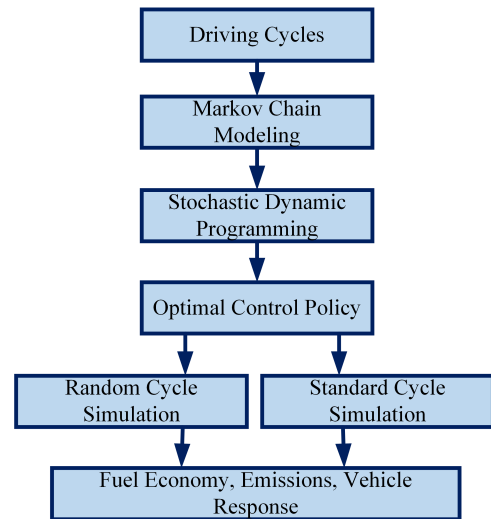 Driving Cycles
Markov Chain
Modeling
Stochastic Dynamic
Programming
Optimal Control Policy
Random Cycle
Simulation
Standard Cycle
Simulation
Fuel Economy, Emissions, Vehicle
Response